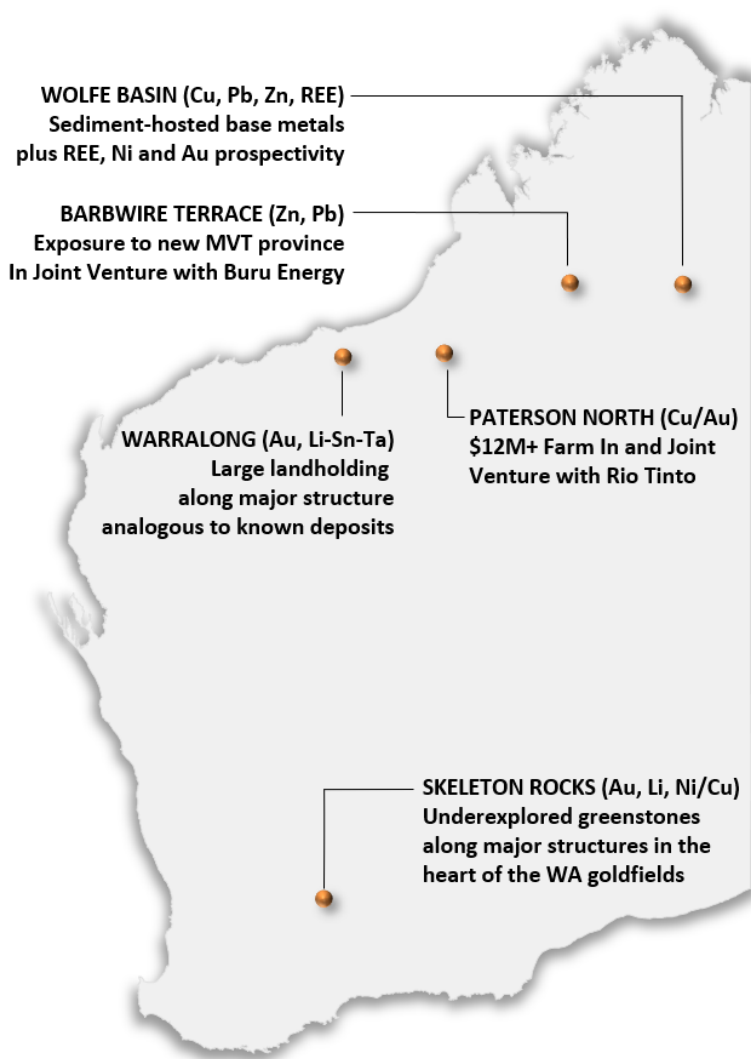 WOLFE BASIN (Cu, Pb, Zn, REE)
Sediment-hosted base metals
plus REE, Ni and Au prospectivity
BARBWIRE TERRACE (Zn, Pb)
Exposure to new MVT province
In Joint Venture with Buru Energy
WARRALONG (Au, Li-Sn-Ta)
Large landholding
along major structure
analogous to known deposits
PATERSON NORTH (Cu/Au)
$12M+ Farm In and Joint
Venture with Rio Tinto
SKELETON ROCKS (Au, Li, Ni/Cu)
Underexplored greenstones
along major structures in the
heart of the WA goldfields